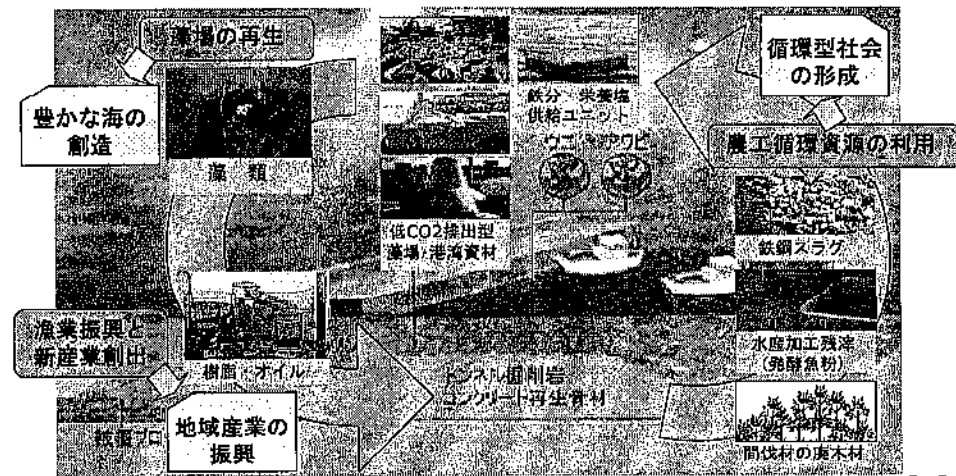 藻場の再生
豊かな海の
創造
藻 類
低CO2排出型
藻場・港湾資材
鉄分、栄養塩
供給ユニット
ウニ・アワビ
循環型社会
の形成
農工循環資源の利用
鉄鋼スラグ
水産加工残滓
(発酵魚粉)
間伐材の廃木材
漁業振興と
新産業創出
樹脂・オイル
地域産業の
振興
トンネル掘削岩
コンクリート再生骨材